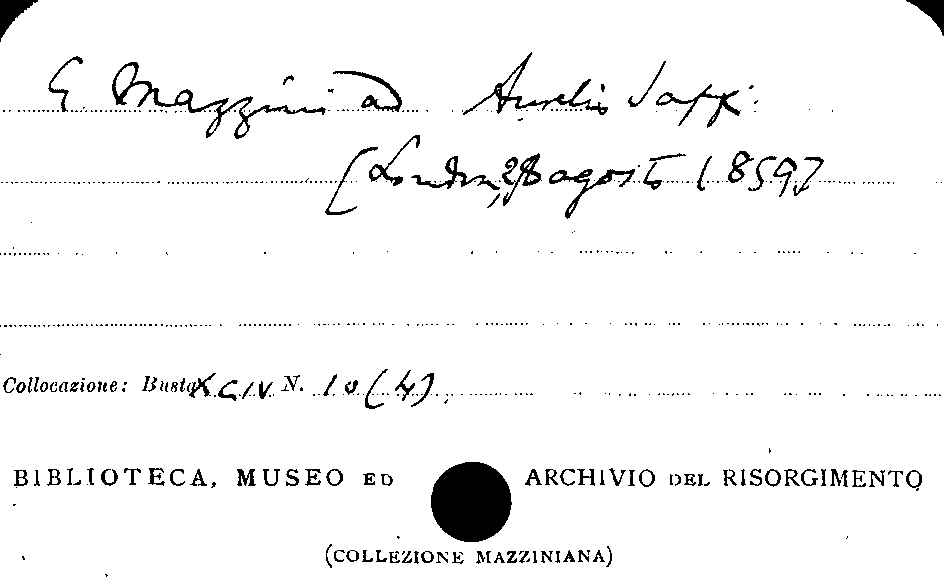 G Mazzini ad Aurelio Saffi.
[Londra, 28 agosto 1859]
Collocazione: Busta XCIV N. 10 (4)
BIBLIOTECA, MUSEO ED ARCHIVIO DEL RISORGIMENTO
(COLLEZIONE MAZZINIANA)